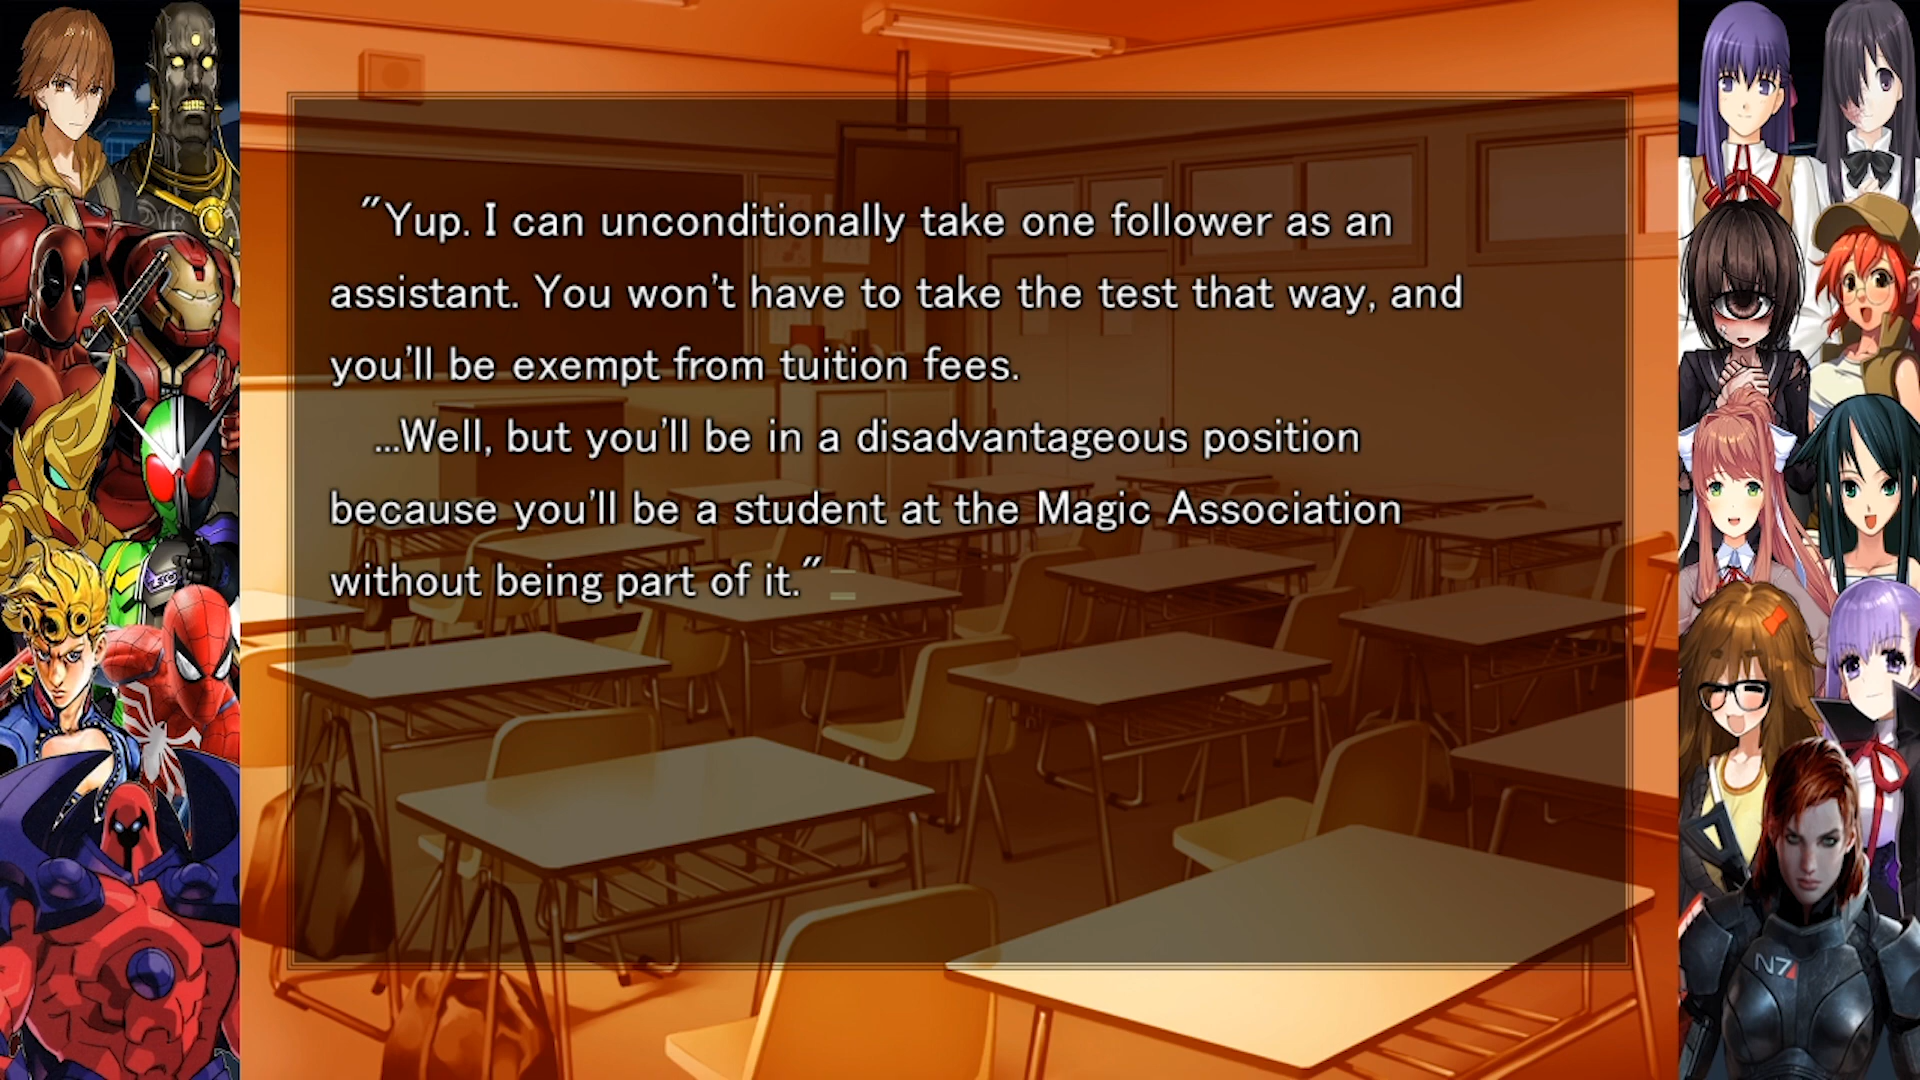 "Yup. I can unconditionally take one follower as an
assistant. You won't have to take the test that way, and
you'll be exempt from tuition fees.
...Well, but you'll be in a disadvantageous position
because you'll be a student at the Magic Association
without being part of it."
N7